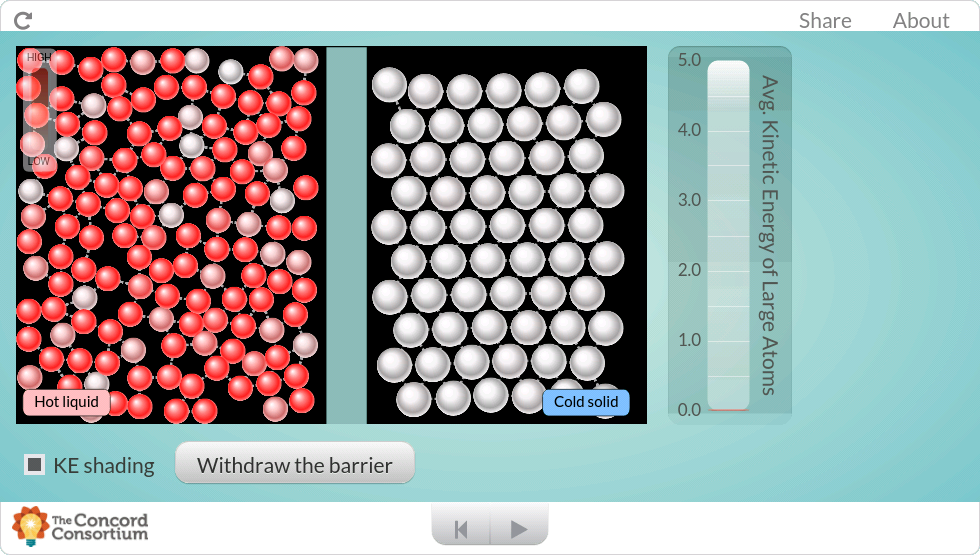 Share
About
HIGH
LOW
Hot liquid
Cold solid
5.0
4.0
3.0
2.0
1.0
0.0
Avg. Kinetic Energy of Large Atoms
KE shading
Withdraw the barrier
The Concord
Consortium